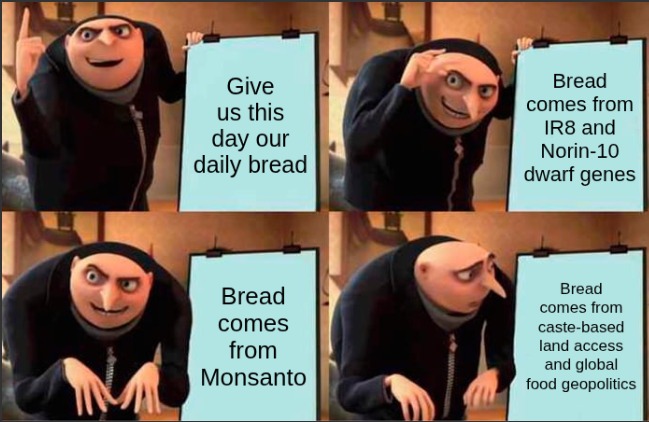 Give
us this
day our
daily bread
Bread
comes from
IR8 and
Norin-10
dwarf genes
Bread
comes
from
Monsanto
Bread
comes from
caste-based
land access
and global
food geopolitics